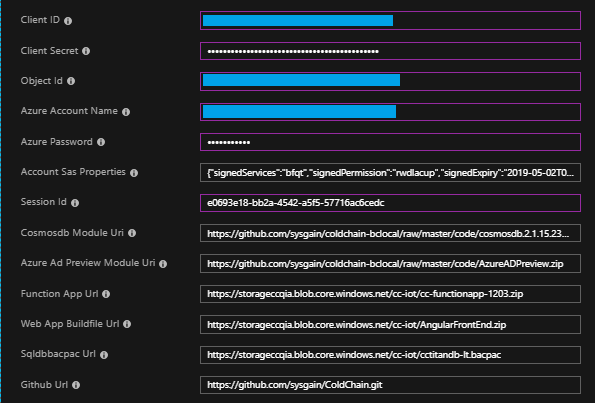 Client ID
Client Secret ••••••••••••••••••••••••••••••••••••••••••••
Object Id
Azure Account Name
Azure Password •••••••••••
Account Sas Properties {"signedServices":"bfqt","signedPermission":"rwdlacup","signedExpiry":"2019-05-02T0...
Session Id e0693e18-bb2a-4542-a5f5-57716ac6cedc
Cosmosdb Module Uri https://github.com/sysgain/coldchain-bclocal/raw/master/code/cosmosdb.2.1.15.23...
Azure Ad Preview Module Uri https://github.com/sysgain/coldchain-bclocal/raw/master/code/AzureADPreview.zip
Function App Url https://storageccqia.blob.core.windows.net/cc-iot/cc-functionapp-1203.zip
Web App Buildfile Url https://storageccqia.blob.core.windows.net/cc-iot/AngularFrontEnd.zip
Sqldbbacpac Url https://storageccqia.blob.core.windows.net/cc-iot/cctitandb-lt.bacpac
Github Url https://github.com/sysgain/ColdChain.git